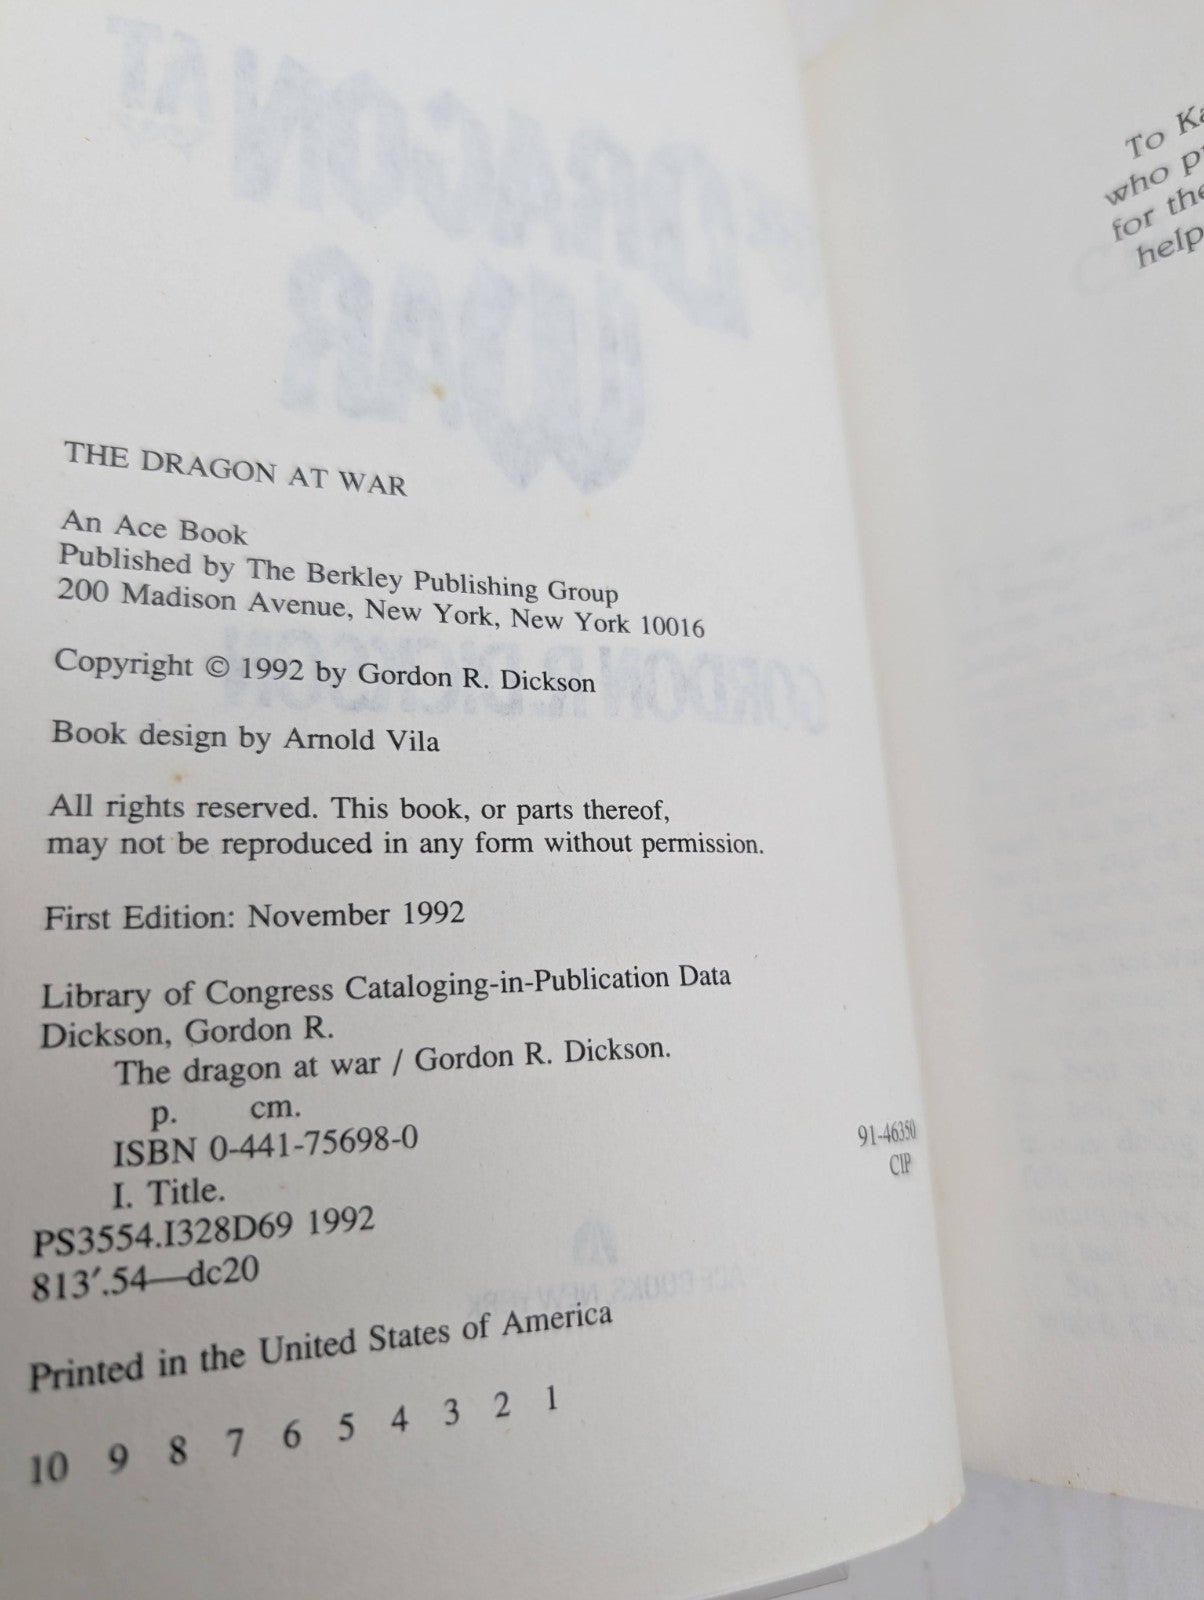 THE DRAGON AT WAR
An Ace Book
Published by The Berkley Publishing Group
200 Madison Avenue, New York, New York 10016
Copyright © 1992 by Gordon R. Dickson
Book design by Arnold Vila
All rights reserved. This book, or parts thereof,
may not be reproduced in any form without permission.
First Edition: November 1992
Library of Congress Cataloging-in-Publication Data
Dickson, Gordon R.
The dragon at war / Gordon R. Dickson.
p. cm.
ISBN 0-441-75698-0
I. Title.
PS3554.I328D69 1992
813′.54—dc20
91-46350
CIP
Printed in the United States of America
10 9 8 7 6 5 4 3 2 1
To
who
for the
help